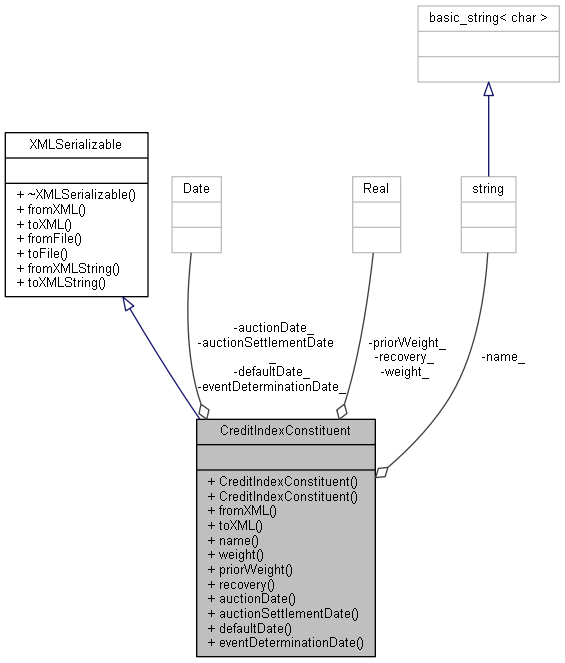 basic_string< char >
XMLSerializable
+ ~XMLSerializable()
+ fromXML()
+ toXML()
+ fromFile()
+ toFile()
+ fromXMLString()
+ toXMLString()
Date
Real
string
-auctionDate_
-auctionSettlementDate
_
-defaultDate_
-eventDeterminationDate_
-priorWeight_
-recovery_
-weight_
-name_
CreditIndexConstituent
+ CreditIndexConstituent()
+ CreditIndexConstituent()
+ fromXML()
+ toXML()
+ name()
+ weight()
+ priorWeight()
+ recovery()
+ auctionDate()
+ auctionSettlementDate()
+ defaultDate()
+ eventDeterminationDate()